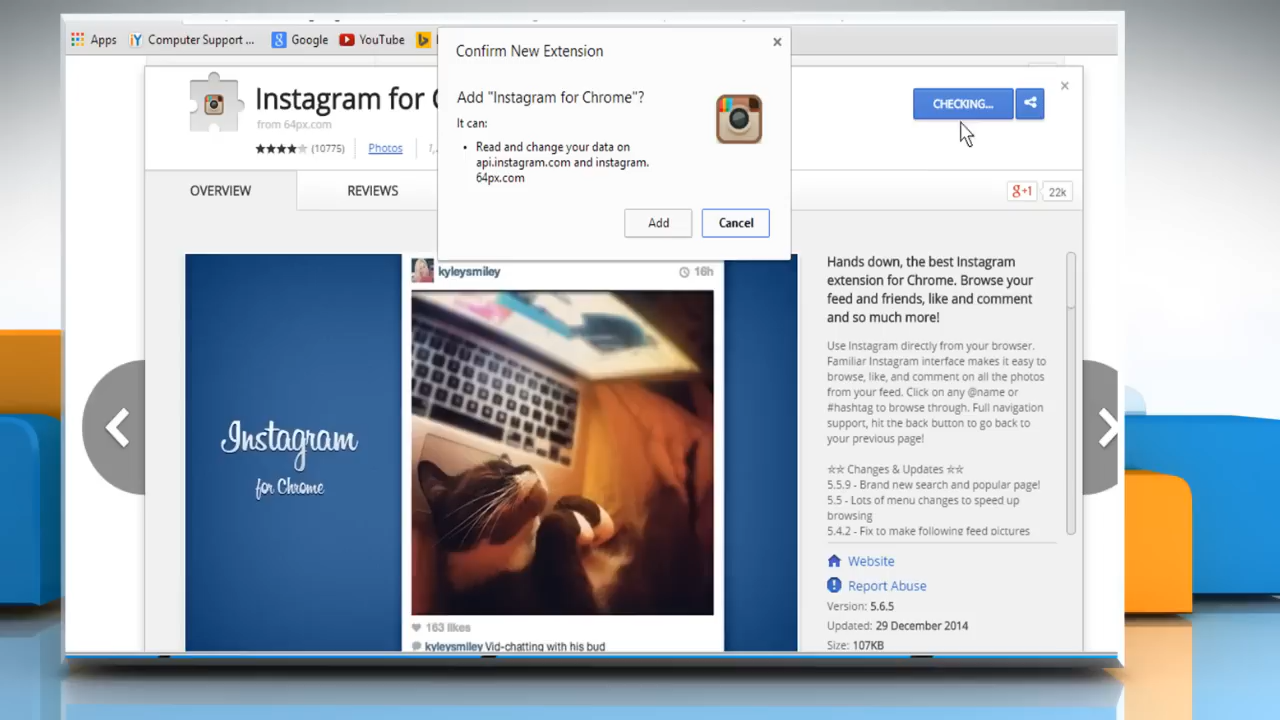 Apps
Computer Support ...
Google
YouTube
Confirm New Extension
Add "Instagram for Chrome"?
It can:
• Read and change your data on
api.instagram.com and instagram.
64px.com
Add
Cancel
Instagram for
from 64px.com
(10775)
Photos
CHECKING...
OVERVIEW
REVIEWS
g+1
22k
Instagram
for Chrome
kyleysmiley
16h
163 likes
kyleysmiley Vid-chatting with his bud
Hands down, the best Instagram
extension for Chrome. Browse your
feed and friends, like and comment
and so much more!
Use Instagram directly from your browser.
Familiar Instagram interface makes it easy to
browse, like, and comment on all the photos
from your feed. Click on any @name or
#hashtag to browse through. Full navigation
support, hit the back button to go back to
your previous page!
☆☆ Changes & Updates ☆☆
5.5.9 - Brand new search and popular page!
5.5 - Lots of menu changes to speed up
browsing
5.4.2 - Fix to make following feed pictures
Website
Report Abuse
Version: 5.6.5
Updated: 29 December 2014
Size: 107KB